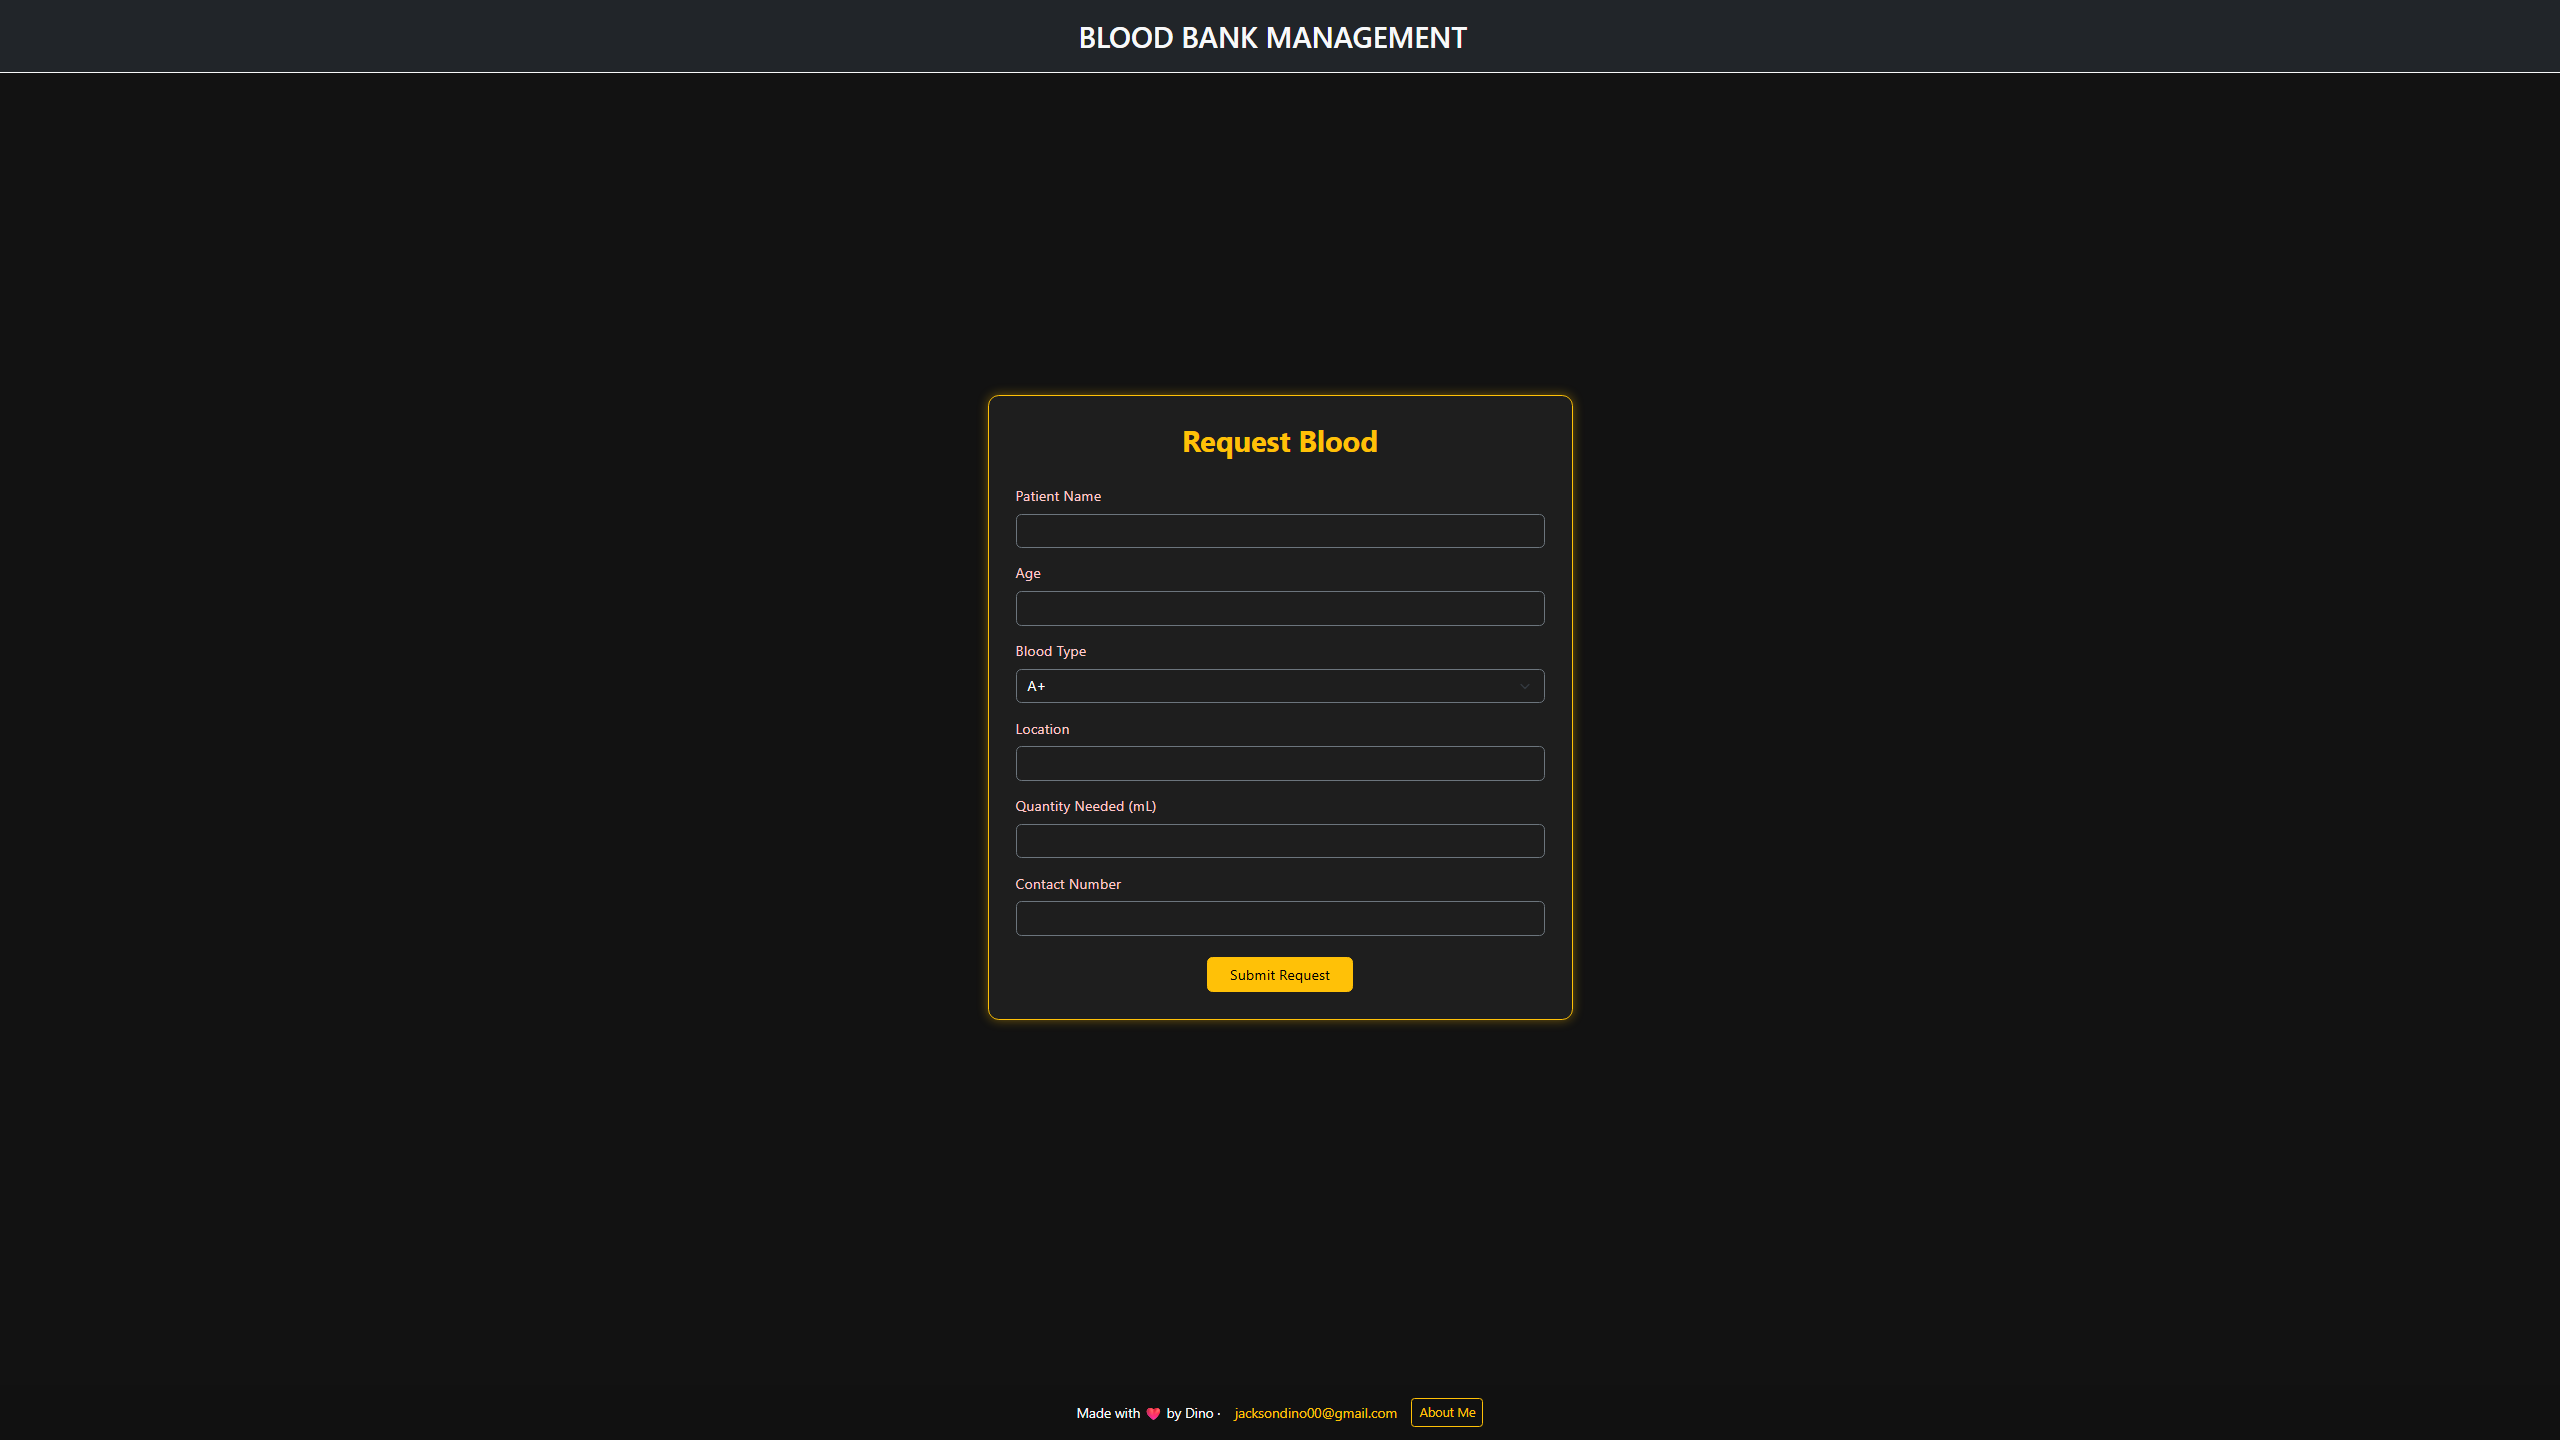 BLOOD BANK MANAGEMENT
Request Blood
Patient Name
Age
Blood Type
A+
Location
Quantity Needed (mL)
Contact Number
Submit Request
Made with ❤️ by Dino · jacksondino00@gmail.com About Me